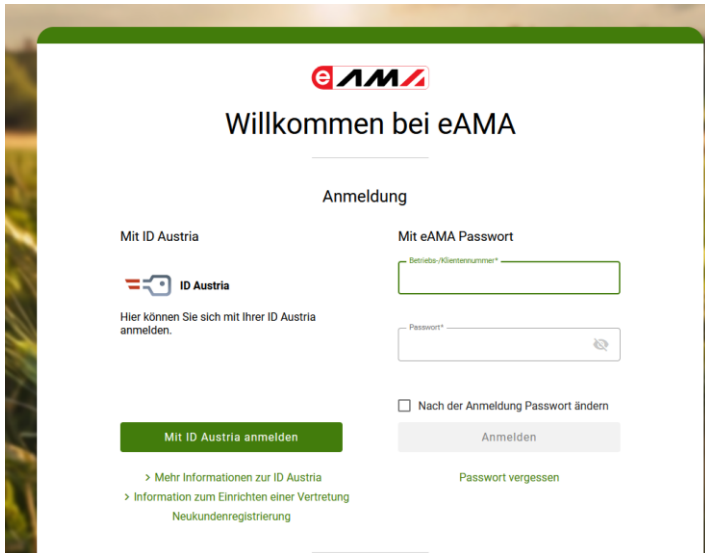 eAMA
Willkommen bei eAMA
Anmeldung
Mit ID Austria
ID Austria
Hier können Sie sich mit Ihrer ID Austria
anmelden.
Mit ID Austria anmelden
> Mehr Informationen zur ID Austria
> Information zum Einrichten einer Vertretung
Neukundenregistrierung
Mit eAMA Passwort
Betriebs-/Klientennummer*
Passwort*
Nach der Anmeldung Passwort ändern
Anmelden
Passwort vergessen